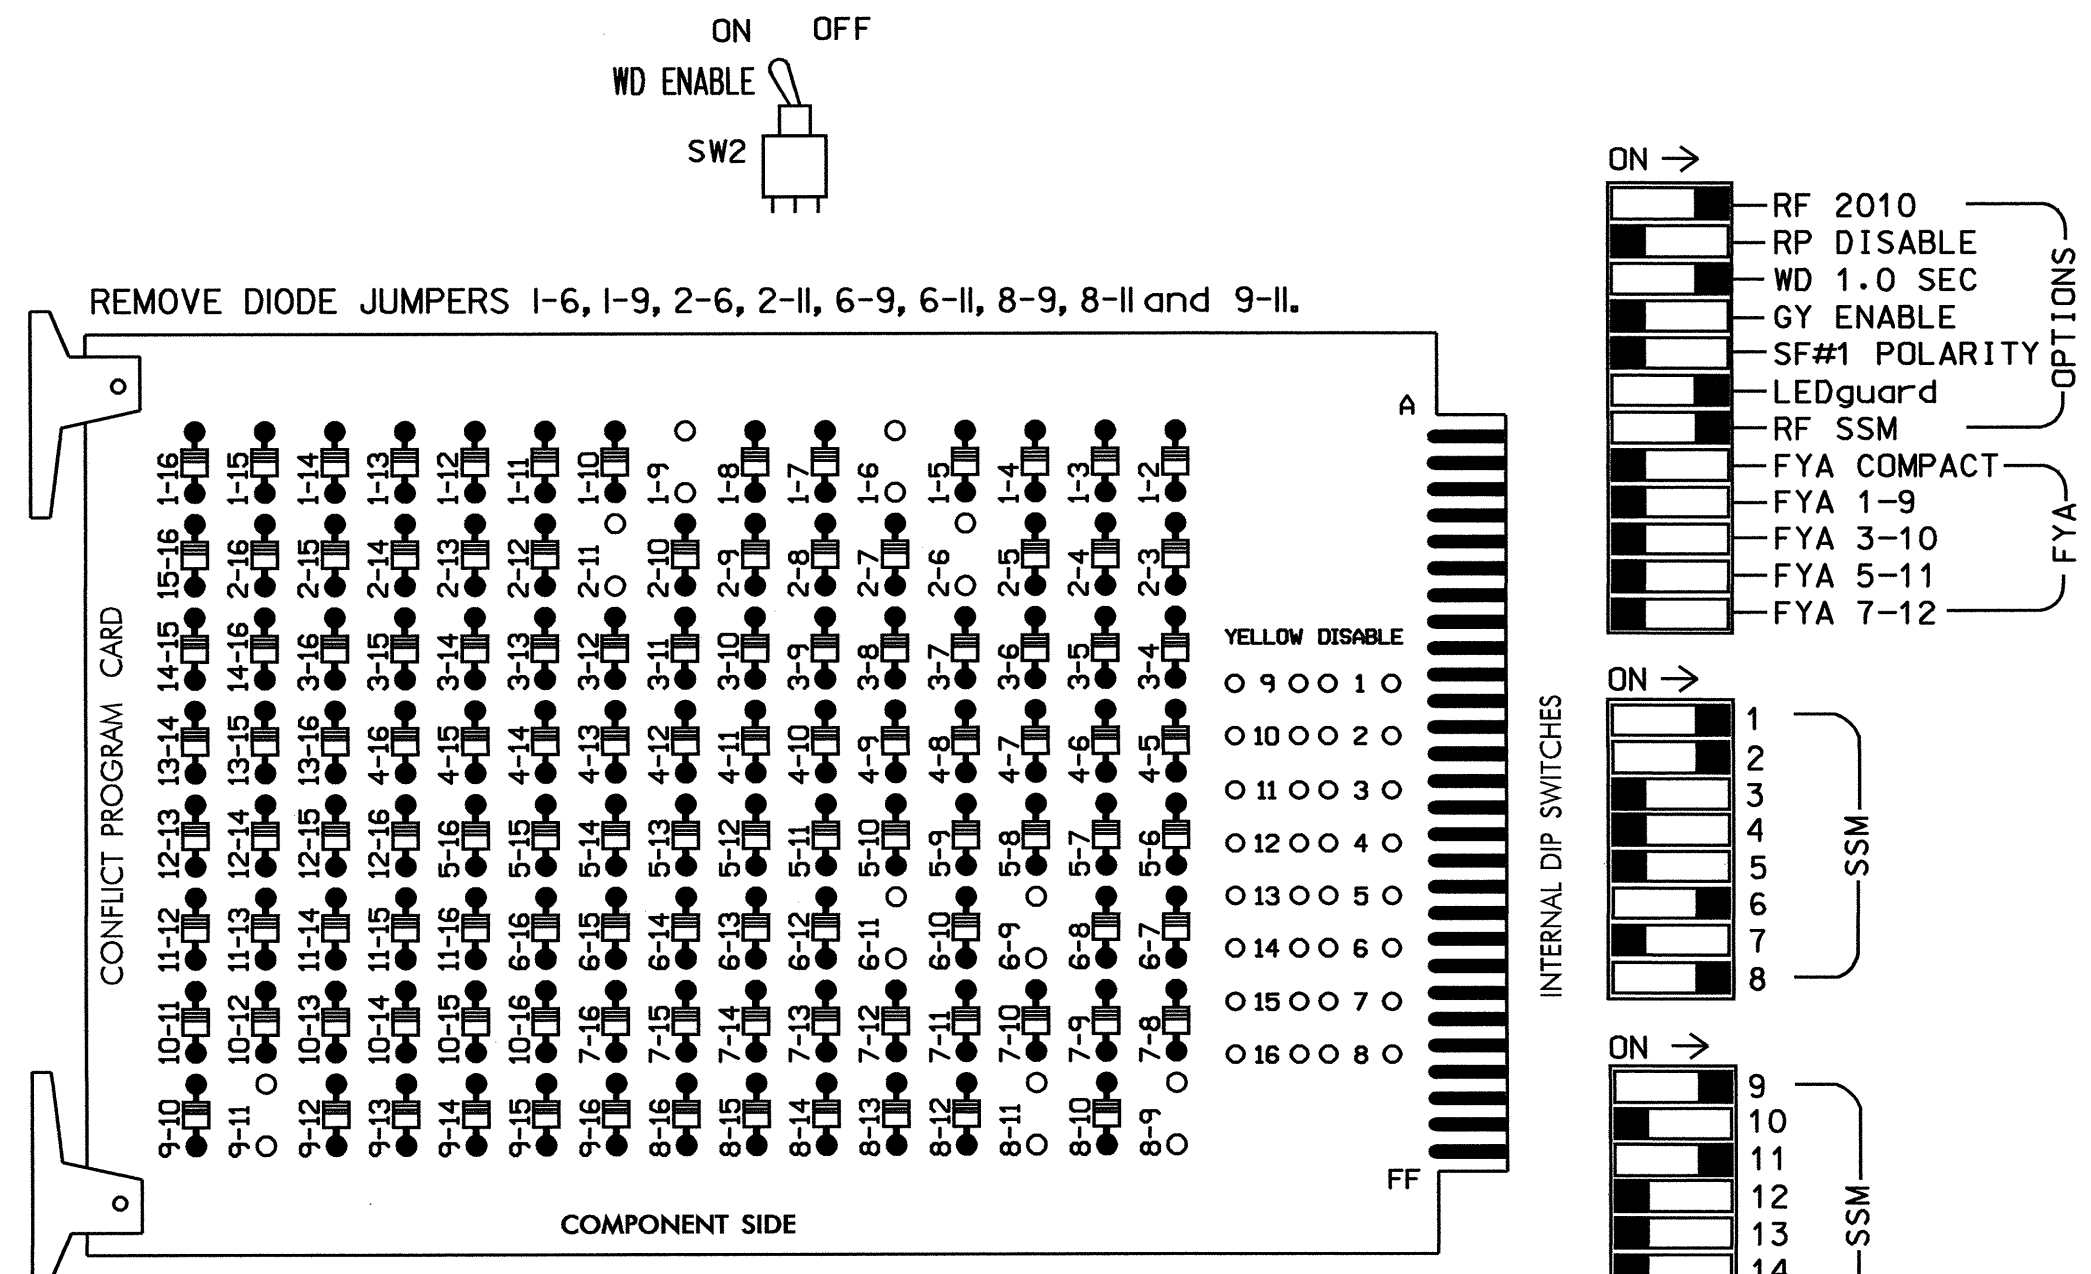 ON OFF
WD ENABLE
SW2
REMOVE DIODE JUMPERS 1-6, 1-9, 2-6, 2-11, 6-9, 6-11, 8-9, 8-11 and 9-11.
A
1-16 1-15 1-14 1-13 1-12 1-11 1-10 1-9 1-8 1-7 1-6 1-5 1-4 1-3 1-2
15-16 2-16 2-15 2-14 2-13 2-12 2-11 2-10 2-9 2-8 2-7 2-6 2-5 2-4 2-3
14-15 14-16 3-16 3-15 3-14 3-13 3-12 3-11 3-10 3-9 3-8 3-7 3-6 3-5 3-4
13-14 13-15 13-16 4-16 4-15 4-14 4-13 4-12 4-11 4-10 4-9 4-8 4-7 4-6 4-5
12-13 12-14 12-15 12-16 5-16 5-15 5-14 5-13 5-12 5-11 5-10 5-9 5-8 5-7 5-6
11-12 11-13 11-14 11-15 11-16 6-16 6-15 6-14 6-13 6-12 6-11 6-10 6-9 6-8 6-7
10-11 10-12 10-13 10-14 10-15 10-16 7-16 7-15 7-14 7-13 7-12 7-11 7-10 7-9 7-8
9-10 9-11 9-12 9-13 9-14 9-15 9-16 8-16 8-15 8-14 8-13 8-12 8-11 8-10 8-9
CONFLICT PROGRAM CARD
YELLOW DISABLE
9 1
10 2
11 3
12 4
13 5
14 6
15 7
16 8
FF
COMPONENT SIDE
INTERNAL DIP SWITCHES
ON →
RF 2010
RP DISABLE
WD 1.0 SEC
GY ENABLE
SF#1 POLARITY
LEDguard
RF SSM
OPTIONS
FYA COMPACT
FYA 1-9
FYA 3-10
FYA 5-11
FYA 7-12
FYA
ON →
1
2
3
4
5
6
7
8
SSM
ON →
9
10
11
12
13
14
SSM